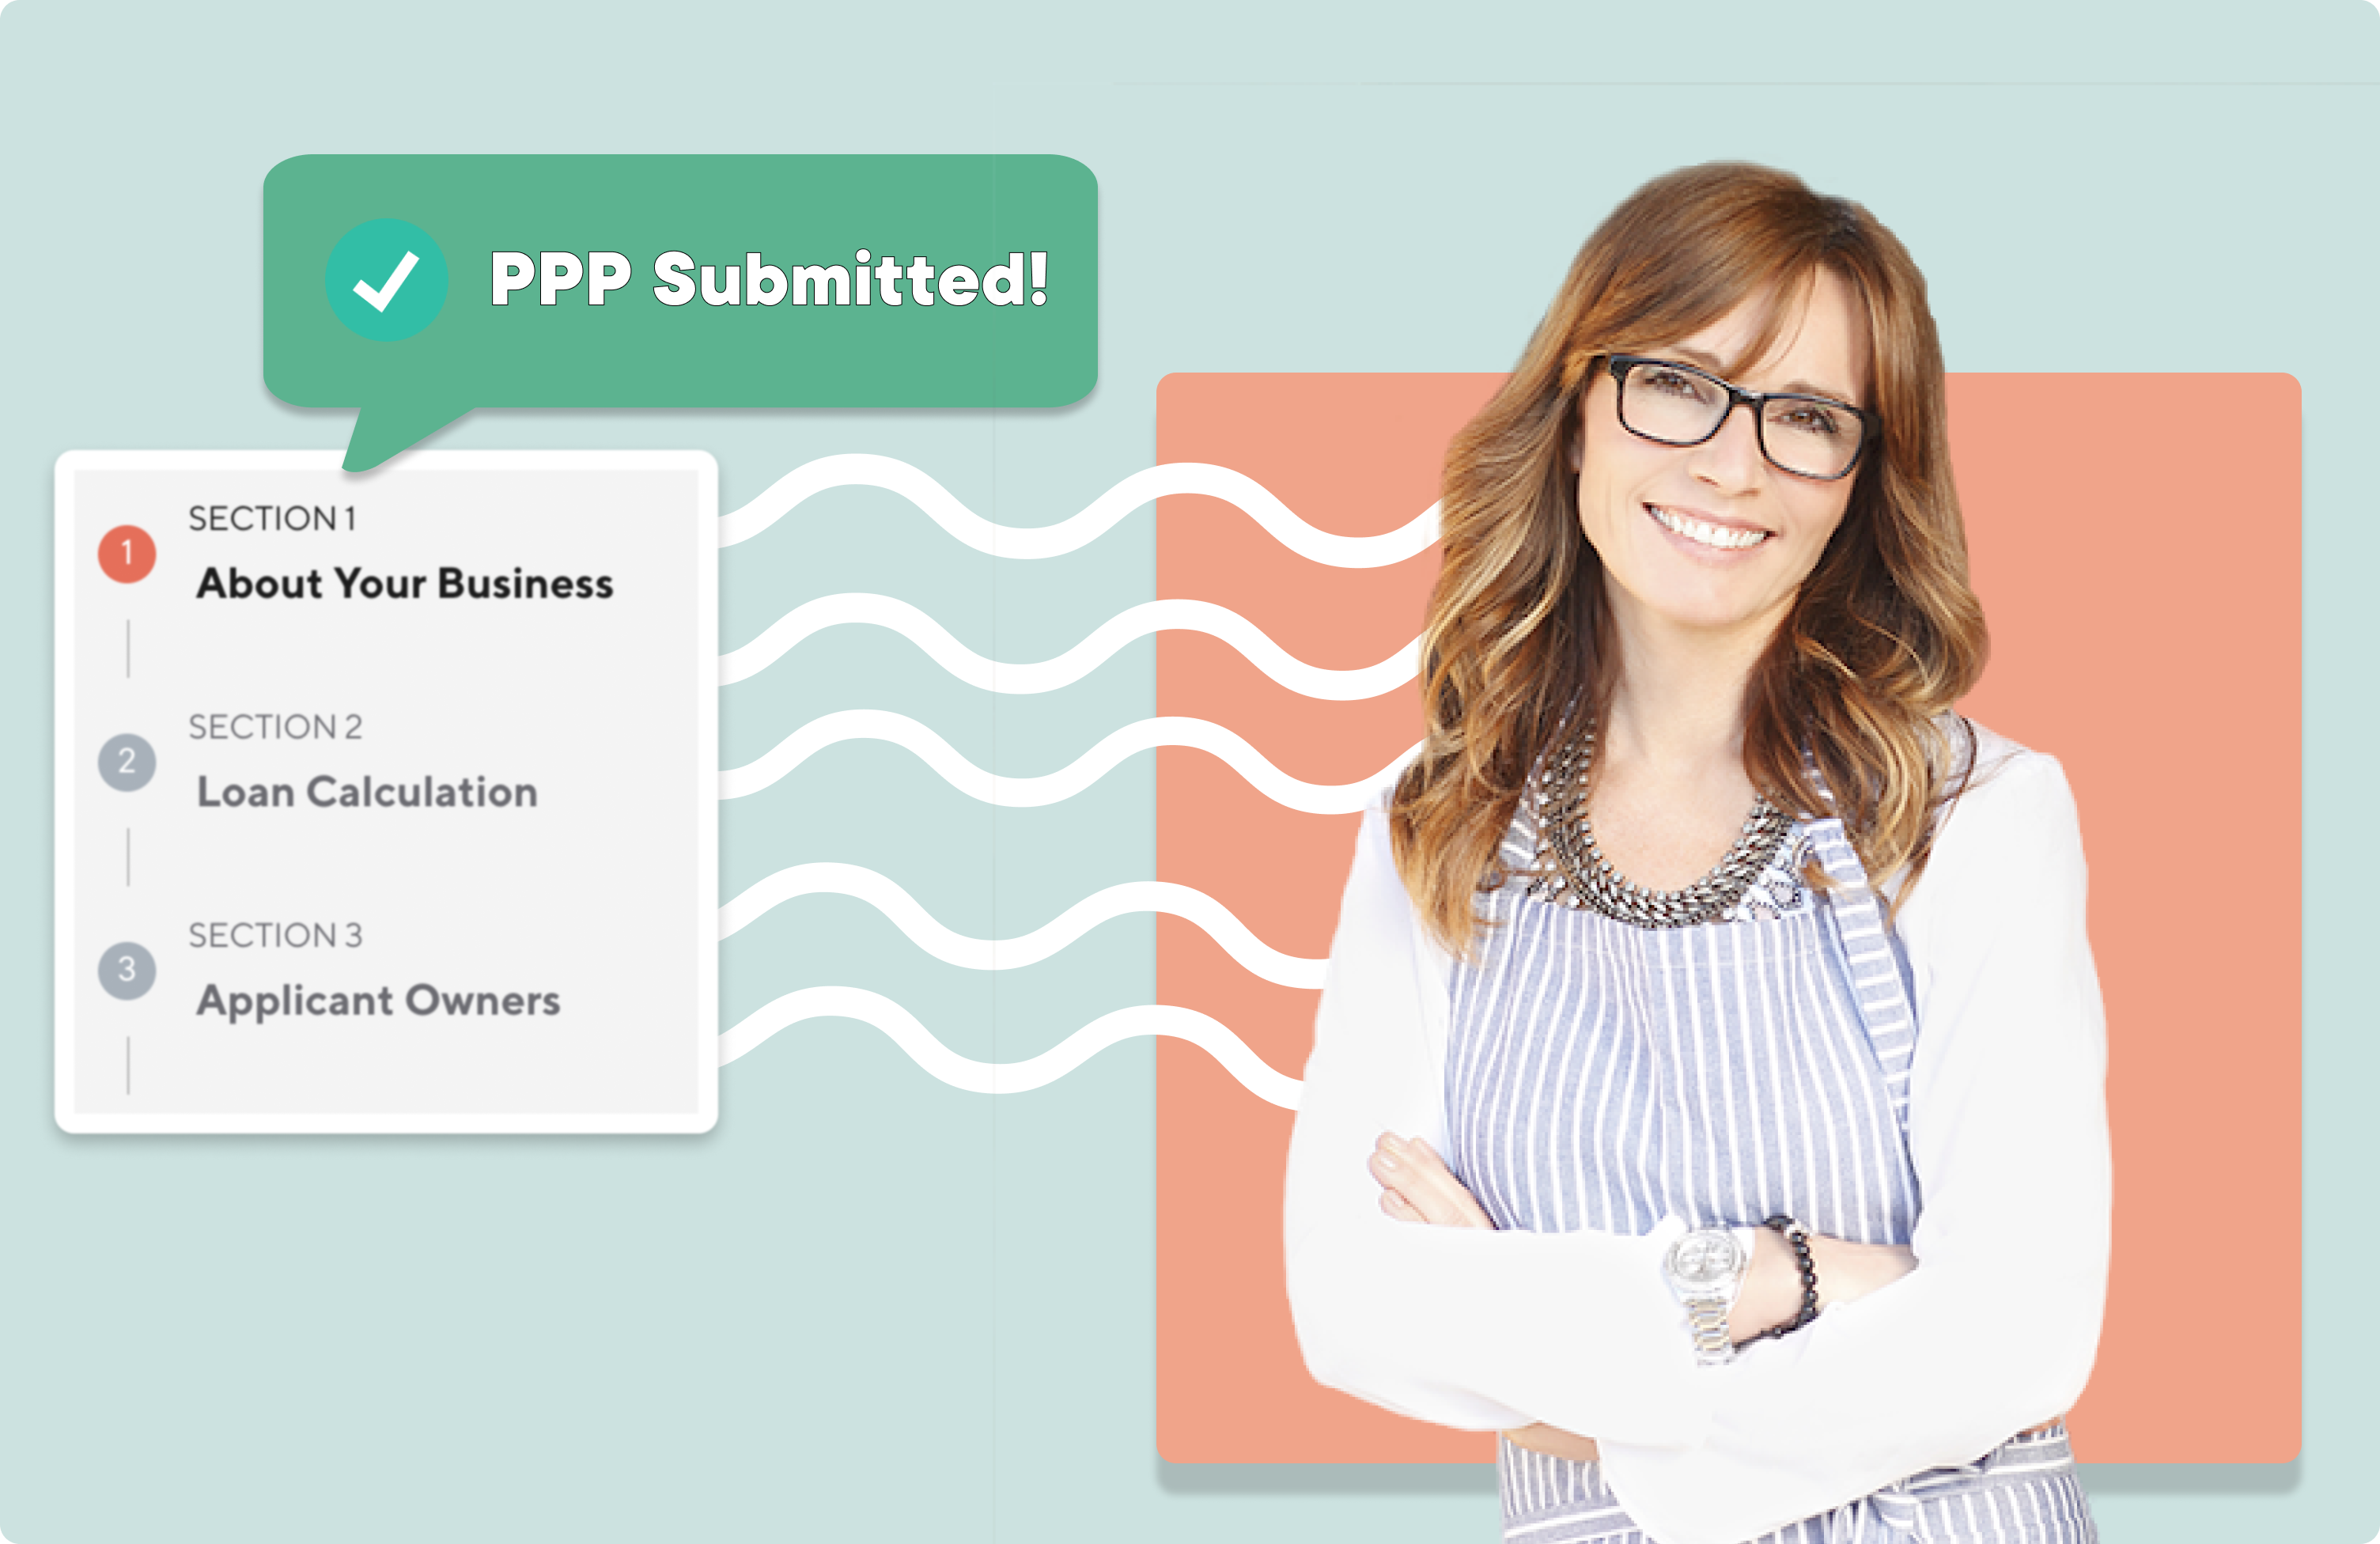 PPP Submitted!
SECTION 1
1
About Your Business
SECTION 2
2
Loan Calculation
SECTION 3
3
Applicant Owners